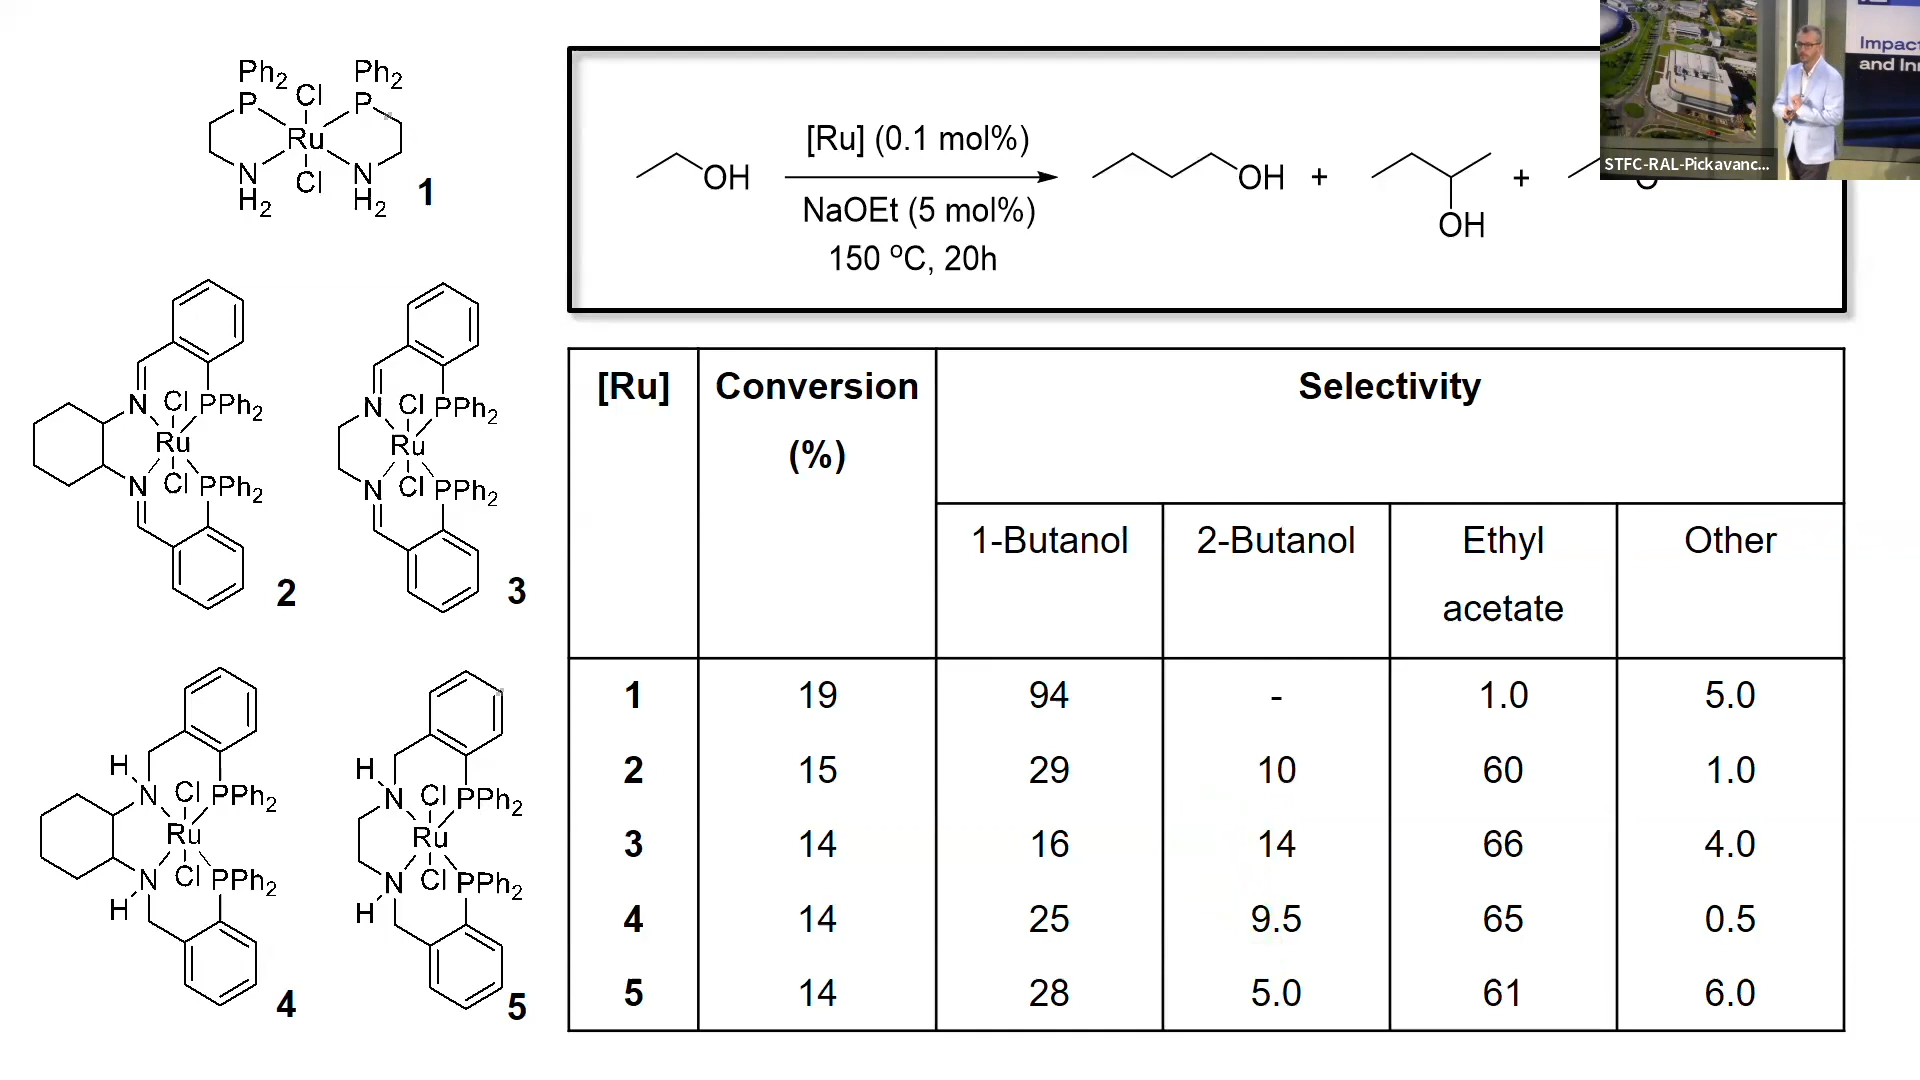 Ph2
Ph2
P
Cl
P
Ru
N
Cl
N
H2
H2
1
N
Cl
PPh2
Ru
N
Cl
PPh2
2
N
Cl
PPh2
Ru
N
Cl
PPh2
3
H
N
Cl
PPh2
Ru
N
Cl
PPh2
H
4
H
N
Cl
PPh2
Ru
N
Cl
PPh2
H
5
OH
[Ru] (0.1 mol%)
NaOEt (5 mol%)
150 ºC, 20h
OH
+
OH
+
[Ru]
Conversion (%)
Selectivity
1-Butanol
2-Butanol
Ethyl acetate
Other
1 19 94 - 1.0 5.0
2 15 29 10 60 1.0
3 14 16 14 66 4.0
4 14 25 9.5 65 0.5
5 14 28 5.0 61 6.0
STFC-RAL-Pickavanc...
Impact
and